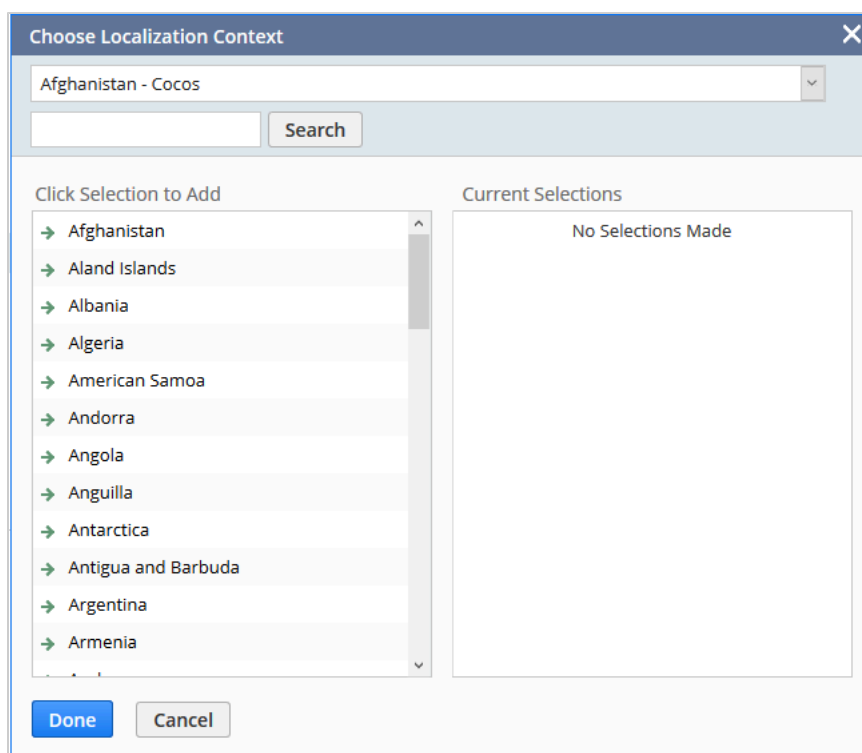 Choose Localization Context
Afghanistan - Cocos
Search
Click Selection to Add
Afghanistan
Aland Islands
Albania
Algeria
American Samoa
Andorra
Angola
Anguilla
Antarctica
Antigua and Barbuda
Argentina
Armenia
Current Selections
No Selections Made
Done
Cancel